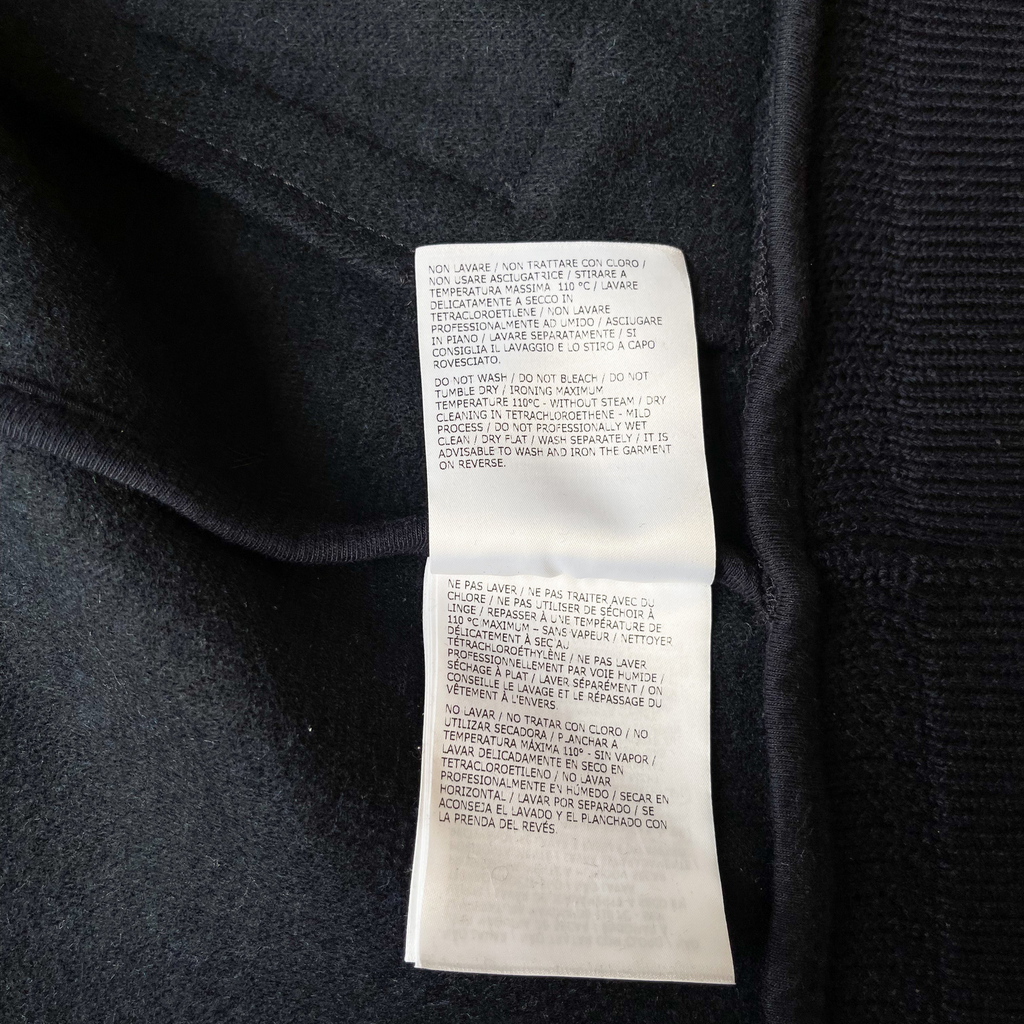 NON LAVARE / NON TRATTARE CON CLORO /
NON USARE ASCIUGATRICE / STIRARE A
TEMPERATURA MASSIMA 110 °C / LAVARE
DELICATAMENTE A SECCO IN
TETRACLOROETILENE / NON LAVARE
PROFESSIONALMENTE AD UMIDO / ASCIUGARE
IN PIANO / LAVARE SEPARATAMENTE / SI
CONSIGLIA IL LAVAGGIO E LO STIRO A CAPO
ROVESCIATO.
DO NOT WASH / DO NOT BLEACH / DO NOT
TUMBLE DRY / IRONING MAXIMUM
TEMPERATURE 110°C - WITHOUT STEAM / DRY
CLEANING IN TETRACHLOROETHENE - MILD
PROCESS / DO NOT PROFESSIONALLY WET
CLEAN / DRY FLAT / WASH SEPARATELY / IT IS
ADVISABLE TO WASH AND IRON THE GARMENT
ON REVERSE.
NE PAS LAVER / NE PAS TRAITER AVEC DU
CHLORE / NE PAS UTILISER DE SÉCHOIR À
LINGE / REPASSER À UNE TEMPÉRATURE DE
110 °C MAXIMUM – SANS VAPEUR / NETTOYER
DÉLICATEMENT À SEC AU
TÉTRACHLOROÉTHYLÈNE / NE PAS LAVER
PROFESSIONNELLEMENT PAR VOIE HUMIDE /
SÉCHAGE À PLAT / LAVER SÉPARÉMENT / ON
CONSEILLE LE LAVAGE ET LE RÉPASSAGE DU
VÊTEMENT À L'ENVERS.
NO LAVAR / NO TRATAR CON CLORO / NO
UTILIZAR SECADORA / PLANCHAR A
TEMPERATURA MÁXIMA 110° - SIN VAPOR /
LAVAR DELICADAMENTE EN SECO EN
TETRACLOROETILENO / NO LAVAR
PROFESIONALMENTE EN HÚMEDO / SECAR EN
HORIZONTAL / LAVAR POR SEPARADO / SE
ACONSEJA EL LAVADO Y EL PLANCHADO CON
LA PRENDA DEL REVÉS.